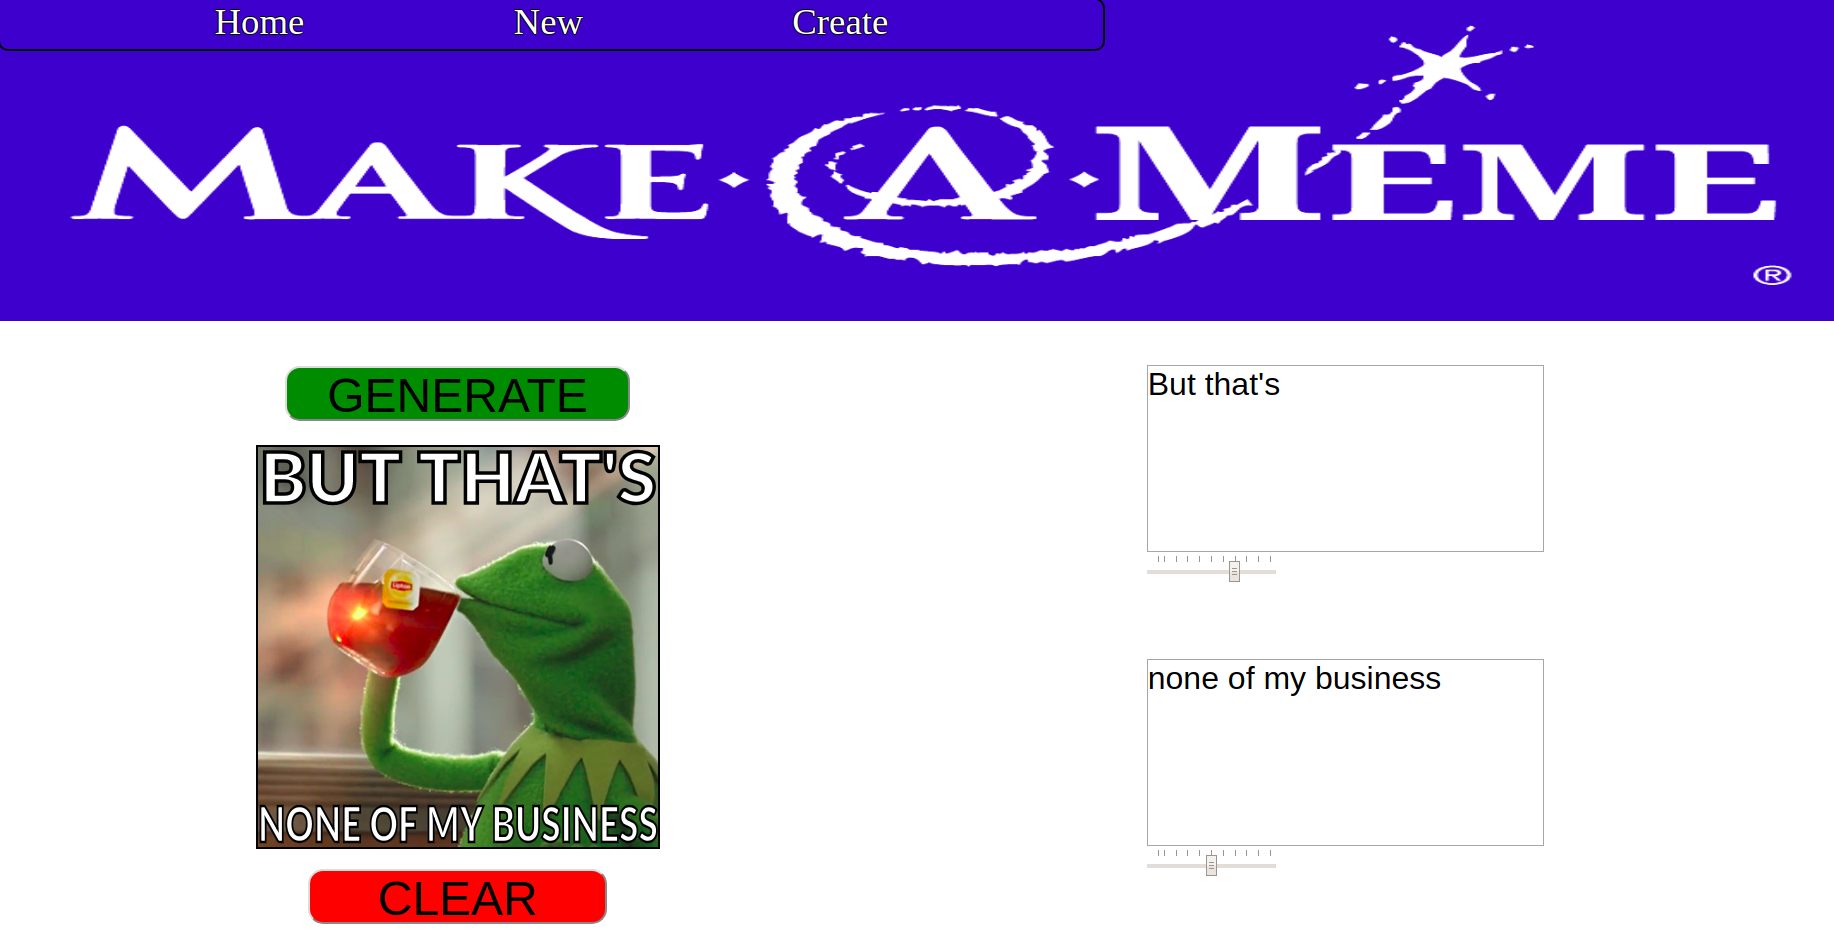 Home New Create
MAKE·A·MEME
®
GENERATE
But that's
BUT THAT'S
Lipton
none of my business
NONE OF MY BUSINESS
CLEAR